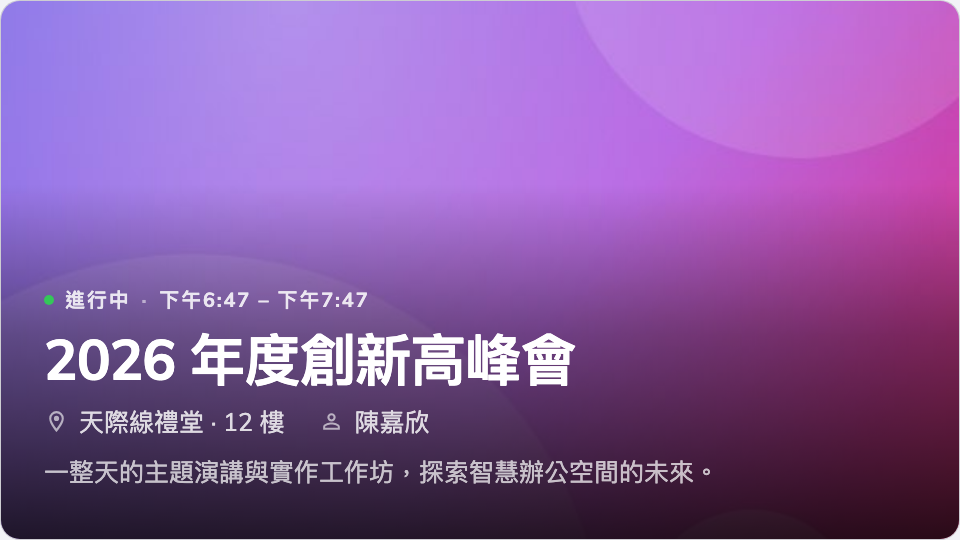 進行中 · 下午6:47 – 下午7:47
2026 年度創新高峰會
天際線禮堂 · 12 樓 陳嘉欣
一整天的主題演講與實作工作坊，探索智慧辦公空間的未來。